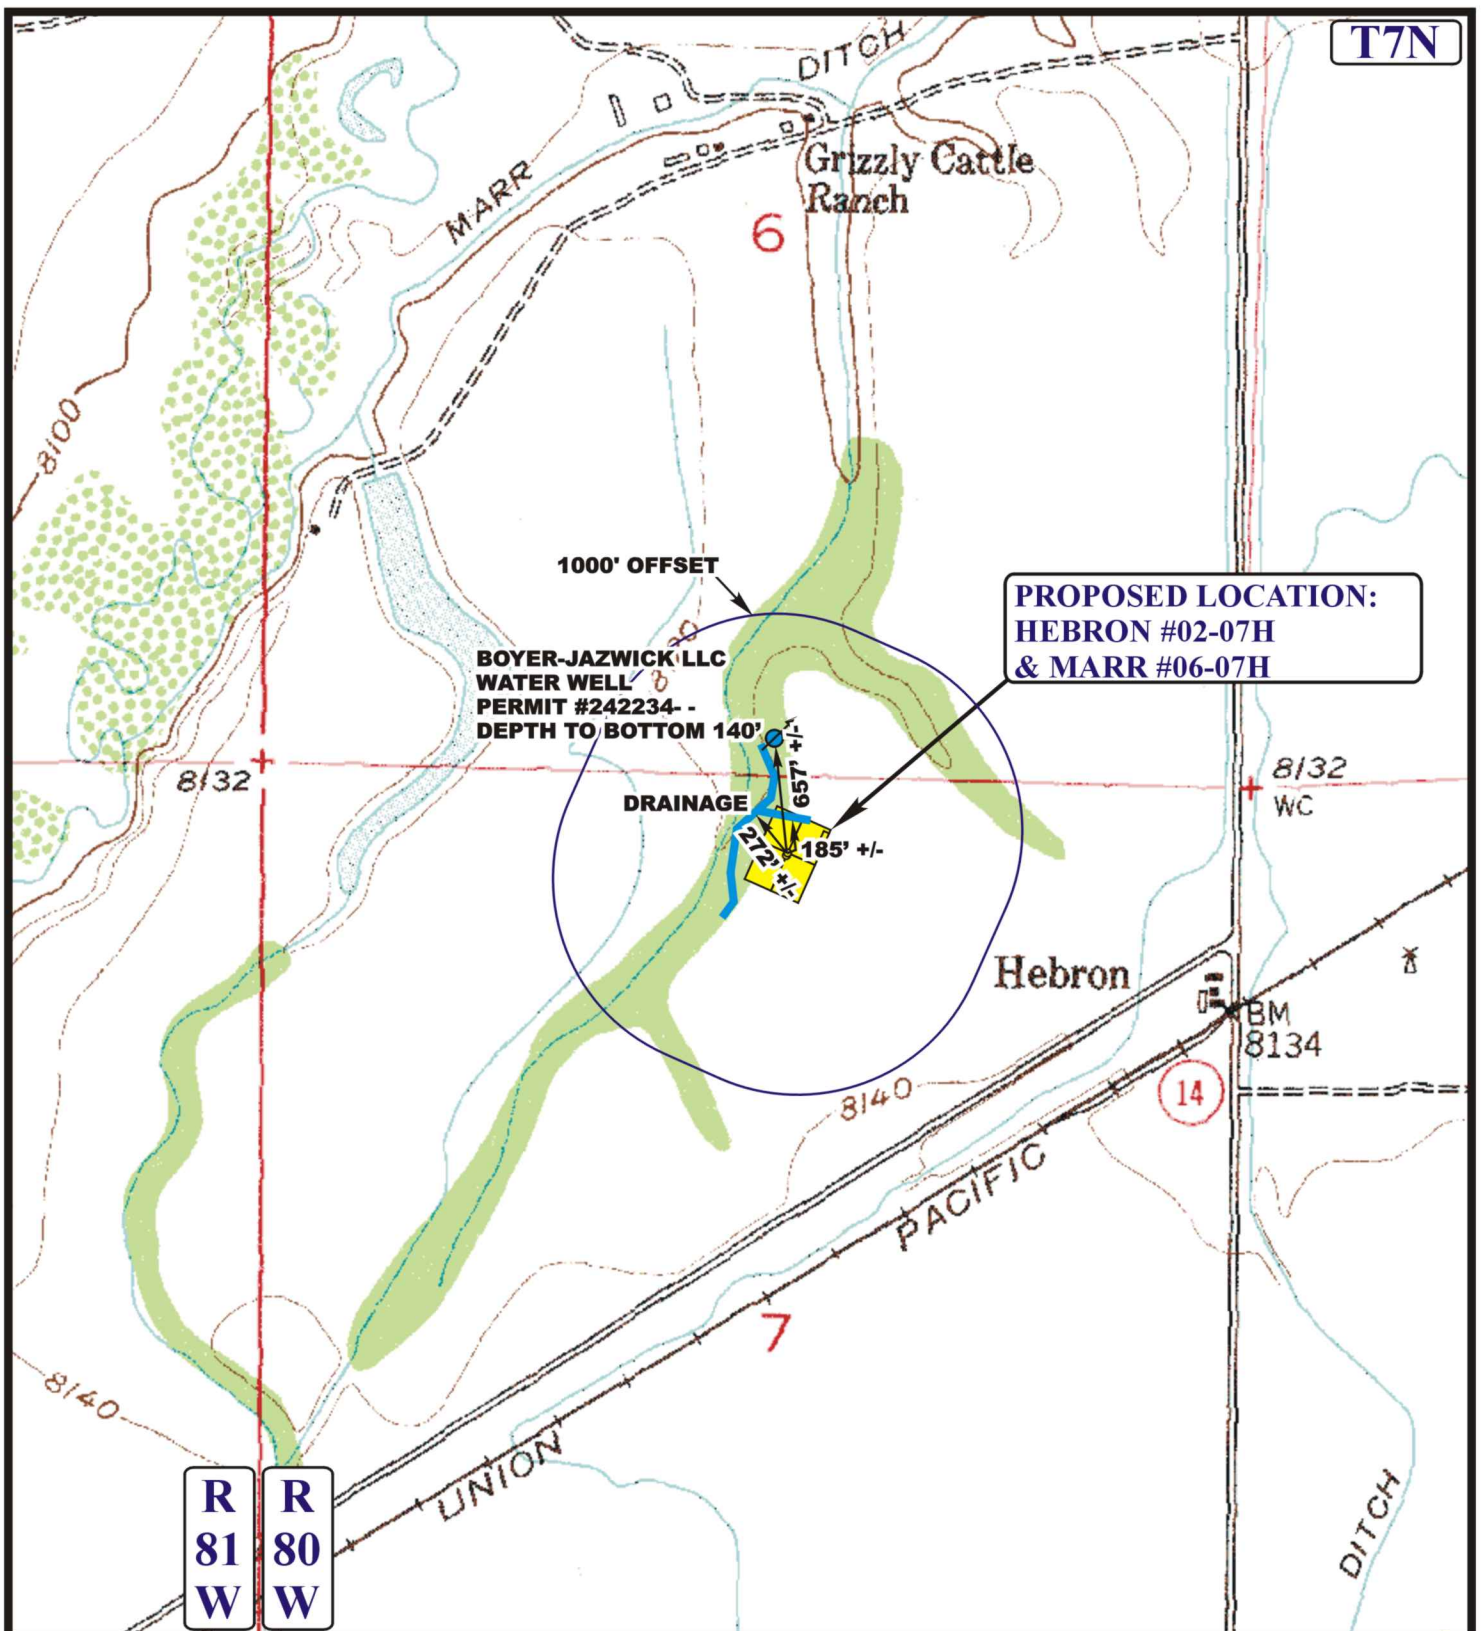 T7N
DITCH
MARR
Grizzly Cattle
Ranch
6
8100
1000' OFFSET
PROPOSED LOCATION:
HEBRON #02-07H
& MARR #06-07H
BOYER-JAZWICK LLC
WATER WELL
PERMIT #242234- -
DEPTH TO BOTTOM 140'
657' +/-
8132
8132
WC
DRAINAGE
272' +/-
185' +/-
Hebron
BM
8134
14
8140
PACIFIC
7
8140
UNION
DITCH
R
81
W
R
80
W